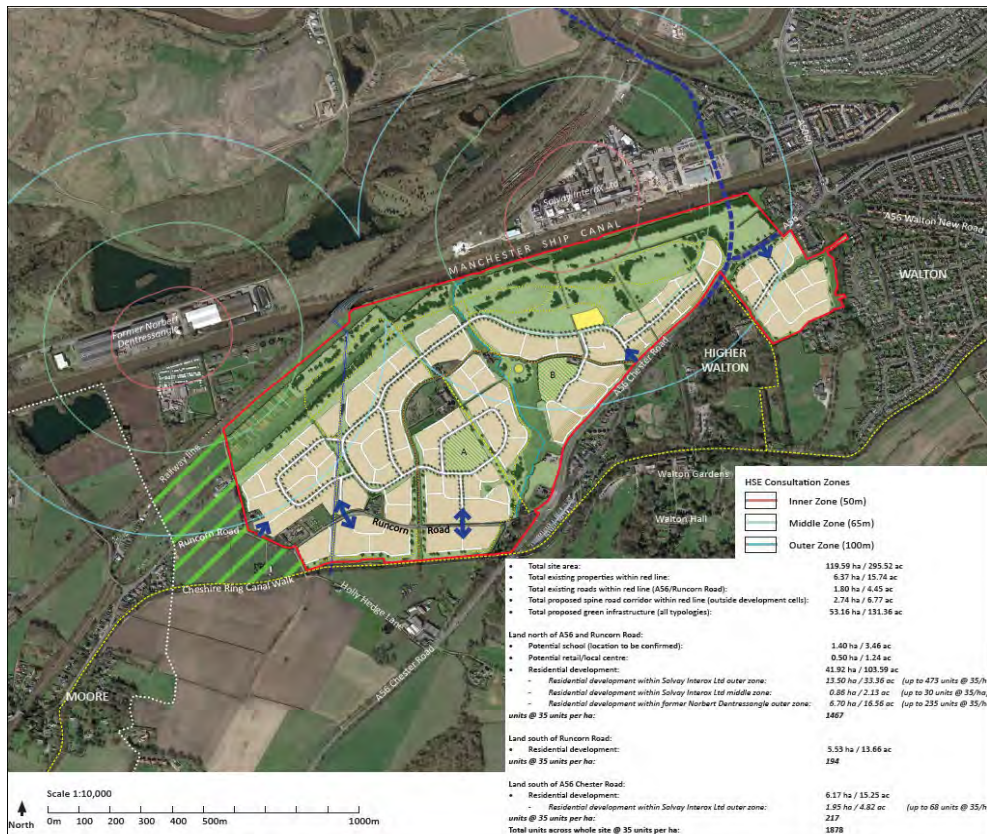 A5060
Solvay Interox Ltd
MANCHESTER SHIP CANAL
A56
A56 Walton New Road
WALTON
Former Norbert
Dentressangle
HIGHER
WALTON
A56 Chester Road
B
A
Railway line
Walton Gardens
Walton Hall
Runcorn Road
Runcorn Road
Cheshire Ring Canal Walk
Holly Hedge Lane
A56 Chester Road
MOORE
HSE Consultation Zones
Inner Zone (50m)
Middle Zone (65m)
Outer Zone (100m)
• Total site area: 119.59 ha / 295.52 ac
• Total existing properties within red line: 6.37 ha / 15.74 ac
• Total existing roads within red line (A56/Runcorn Road): 1.80 ha / 4.45 ac
• Total proposed spine road corridor within red line (outside development cells): 2.74 ha / 6.77 ac
• Total proposed green infrastructure (all typologies): 53.16 ha / 131.36 ac
Land north of A56 and Runcorn Road:
• Potential school (location to be confirmed): 1.40 ha / 3.46 ac
• Potential retail/local centre: 0.50 ha / 1.24 ac
• Residential development: 41.92 ha / 103.59 ac
- Residential development within Solvay Interox Ltd outer zone: 13.50 ha / 33.36 ac (up to 473 units @ 35/h
- Residential development within Solvay Interox Ltd middle zone: 0.86 ha / 2.13 ac (up to 30 units @ 35/ha
- Residential development within former Norbert Dentressangle outer zone: 6.70 ha / 16.56 ac (up to 235 units @ 35/h
units @ 35 units per ha: 1467
Land south of Runcorn Road:
• Residential development: 5.53 ha / 13.66 ac
units @ 35 units per ha: 194
Land south of A56 Chester Road:
• Residential development: 6.17 ha / 15.25 ac
- Residential development within Solvay Interox Ltd outer zone: 1.95 ha / 4.82 ac (up to 68 units @ 35/h
units @ 35 units per ha: 217
Total units across whole site @ 35 units per ha: 1878
Scale 1:10,000
North
0m 100 200 300 400 500m 1000m